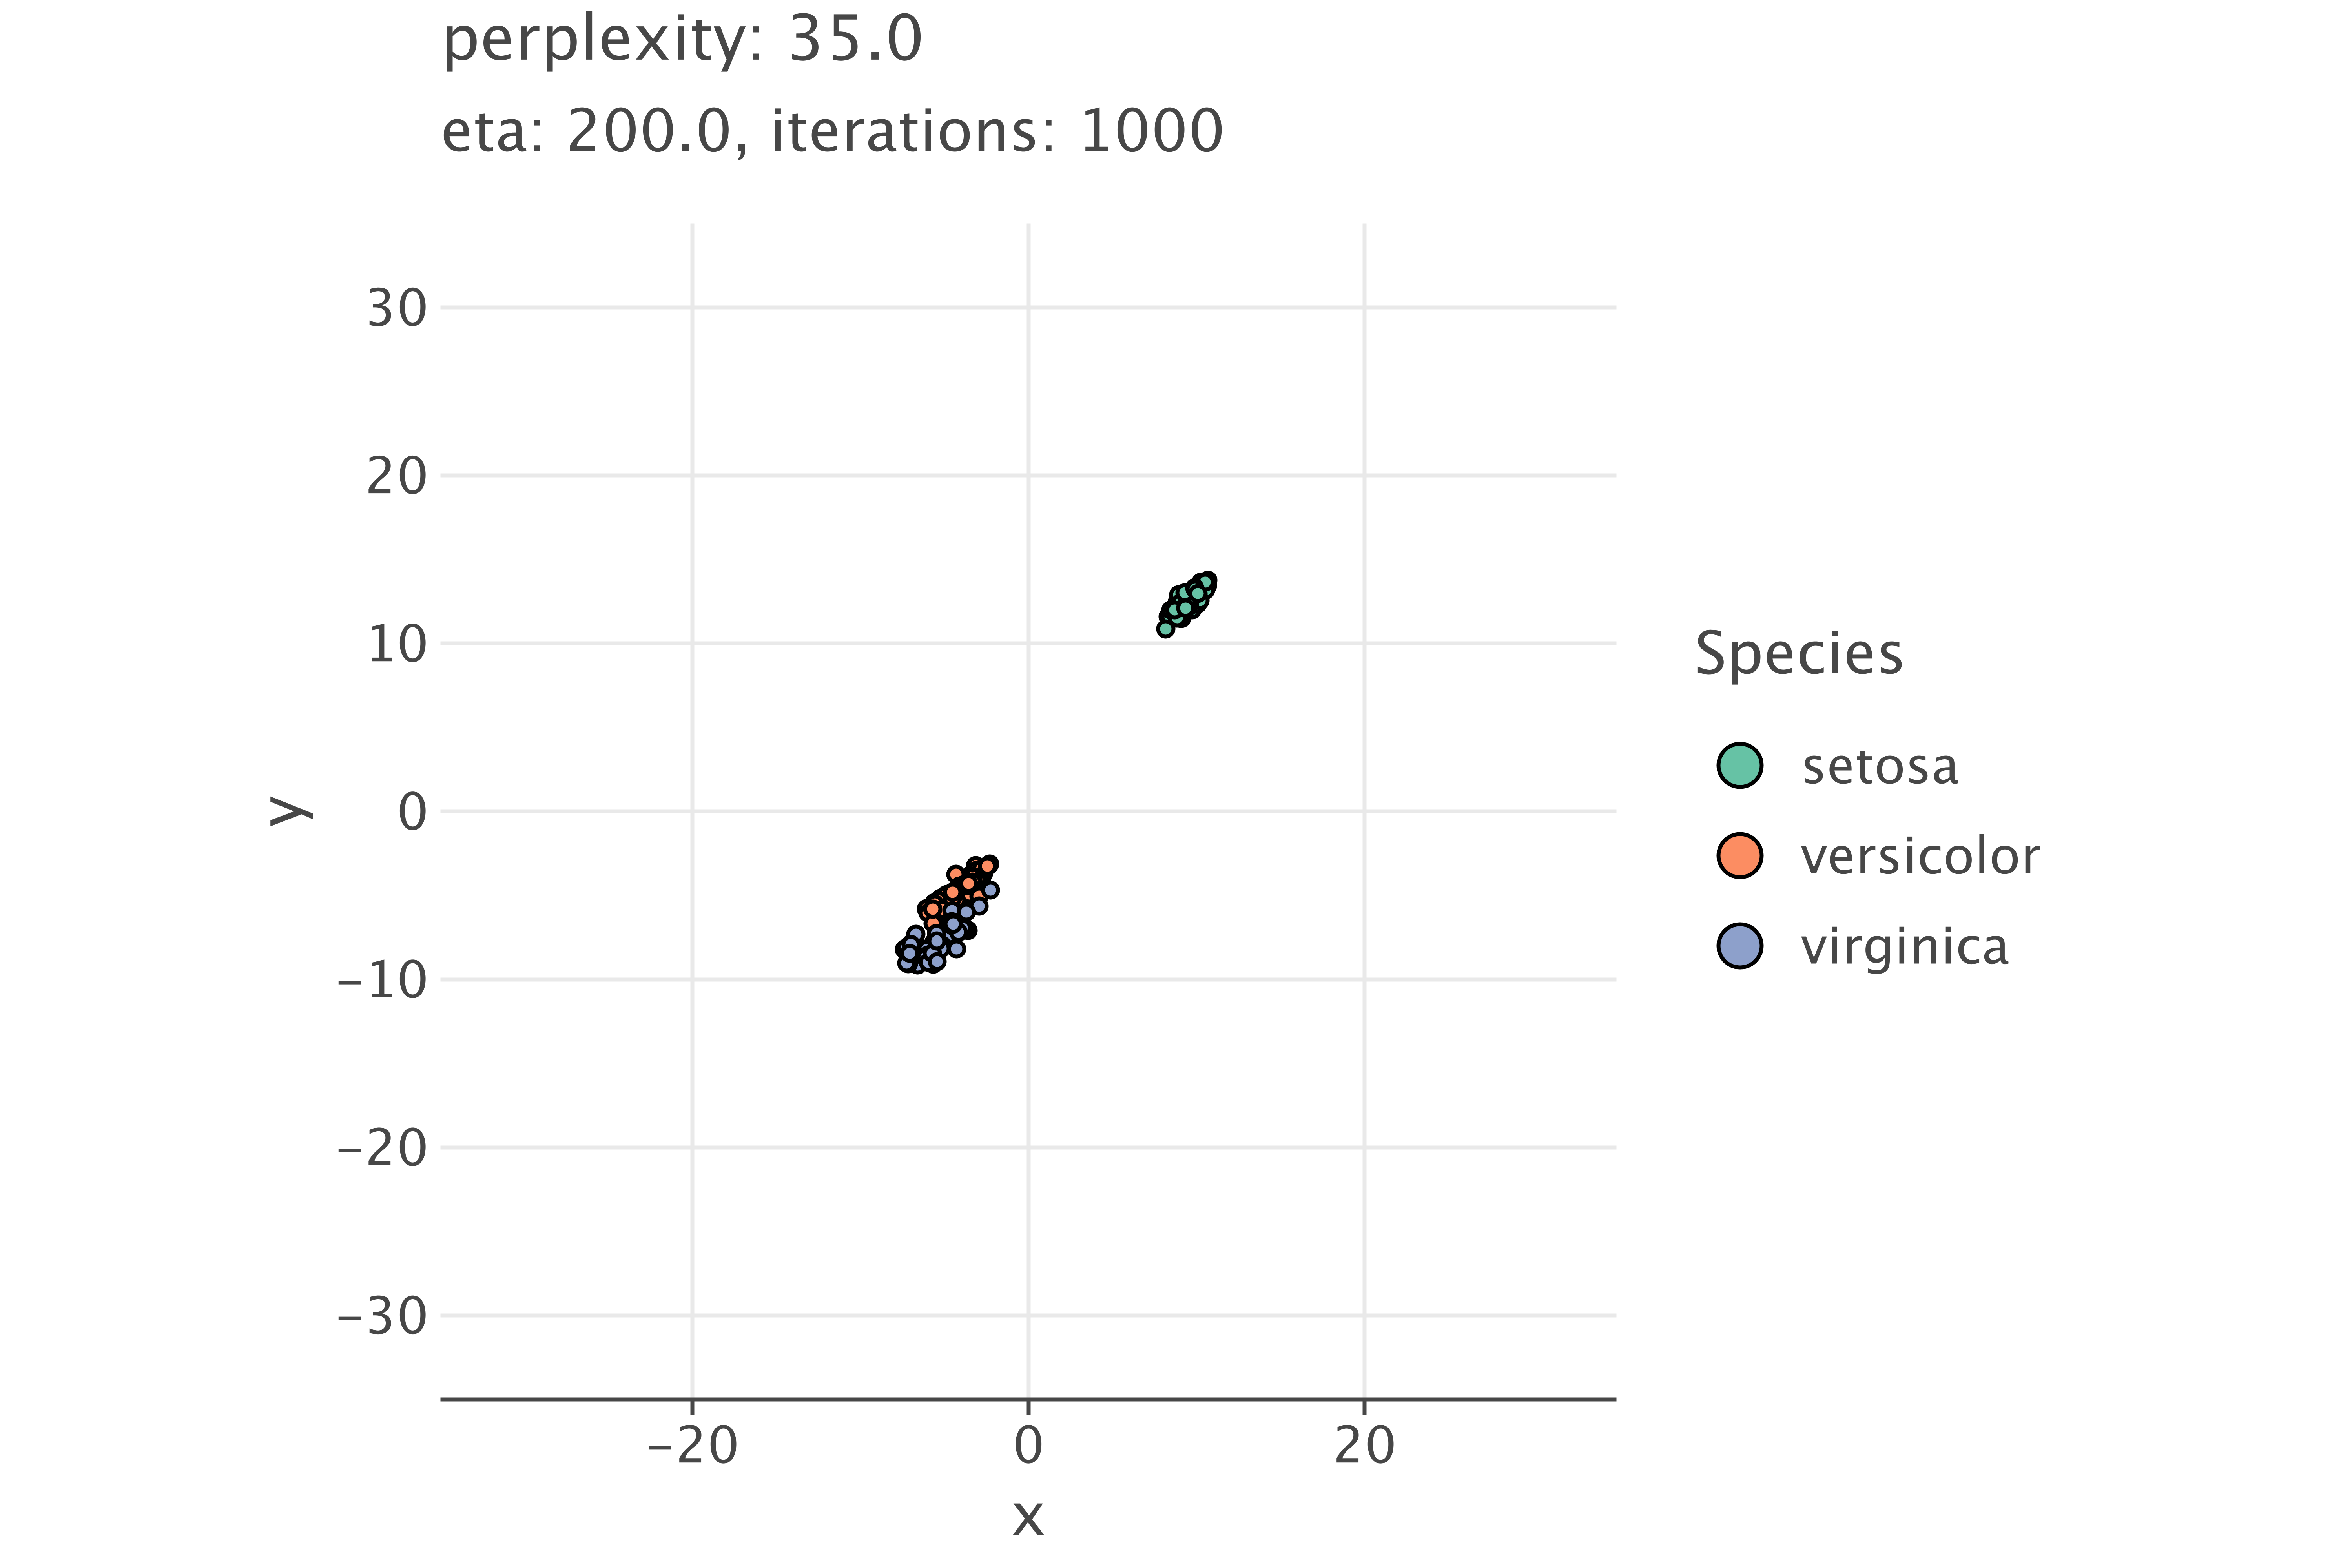 perplexity: 35.0
eta: 200.0, iterations: 1000
30
20
10
0
−10
−20
−30
y
−20 0 20
x
Species
setosa
versicolor
virginica